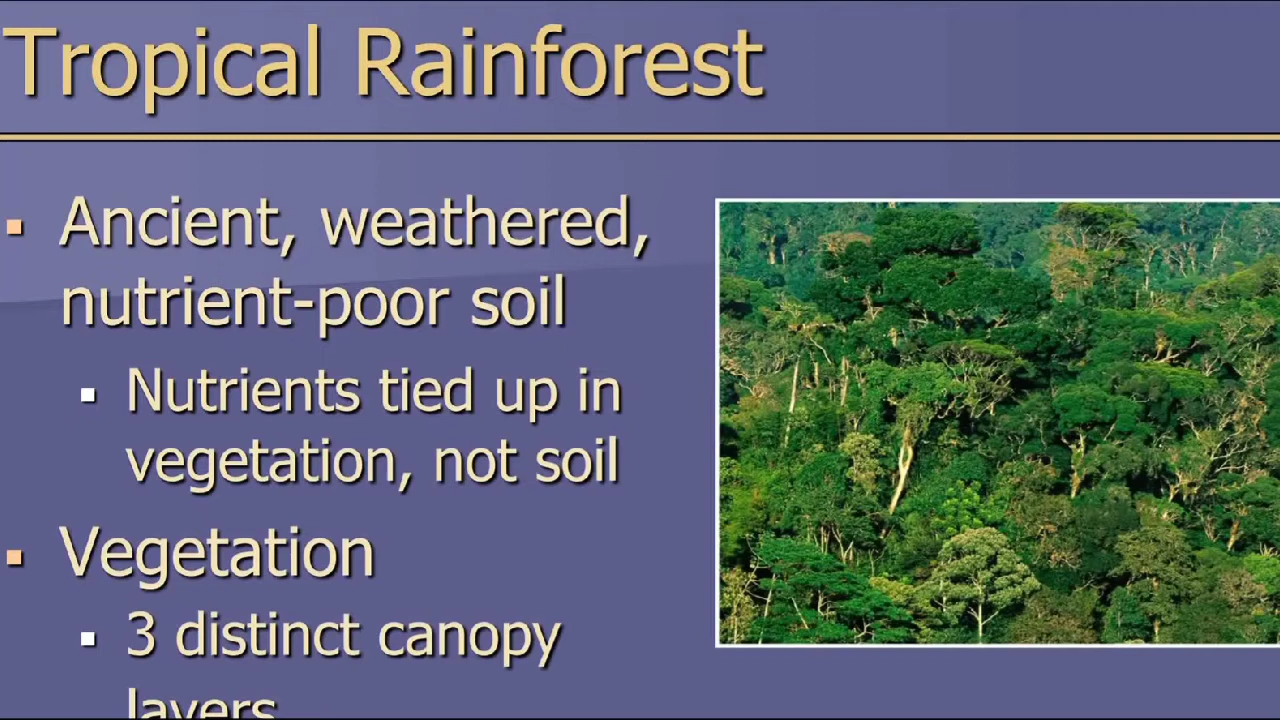 Tropical Rainforest
Ancient, weathered,
nutrient-poor soil
Nutrients tied up in
vegetation, not soil
Vegetation
3 distinct canopy
layers